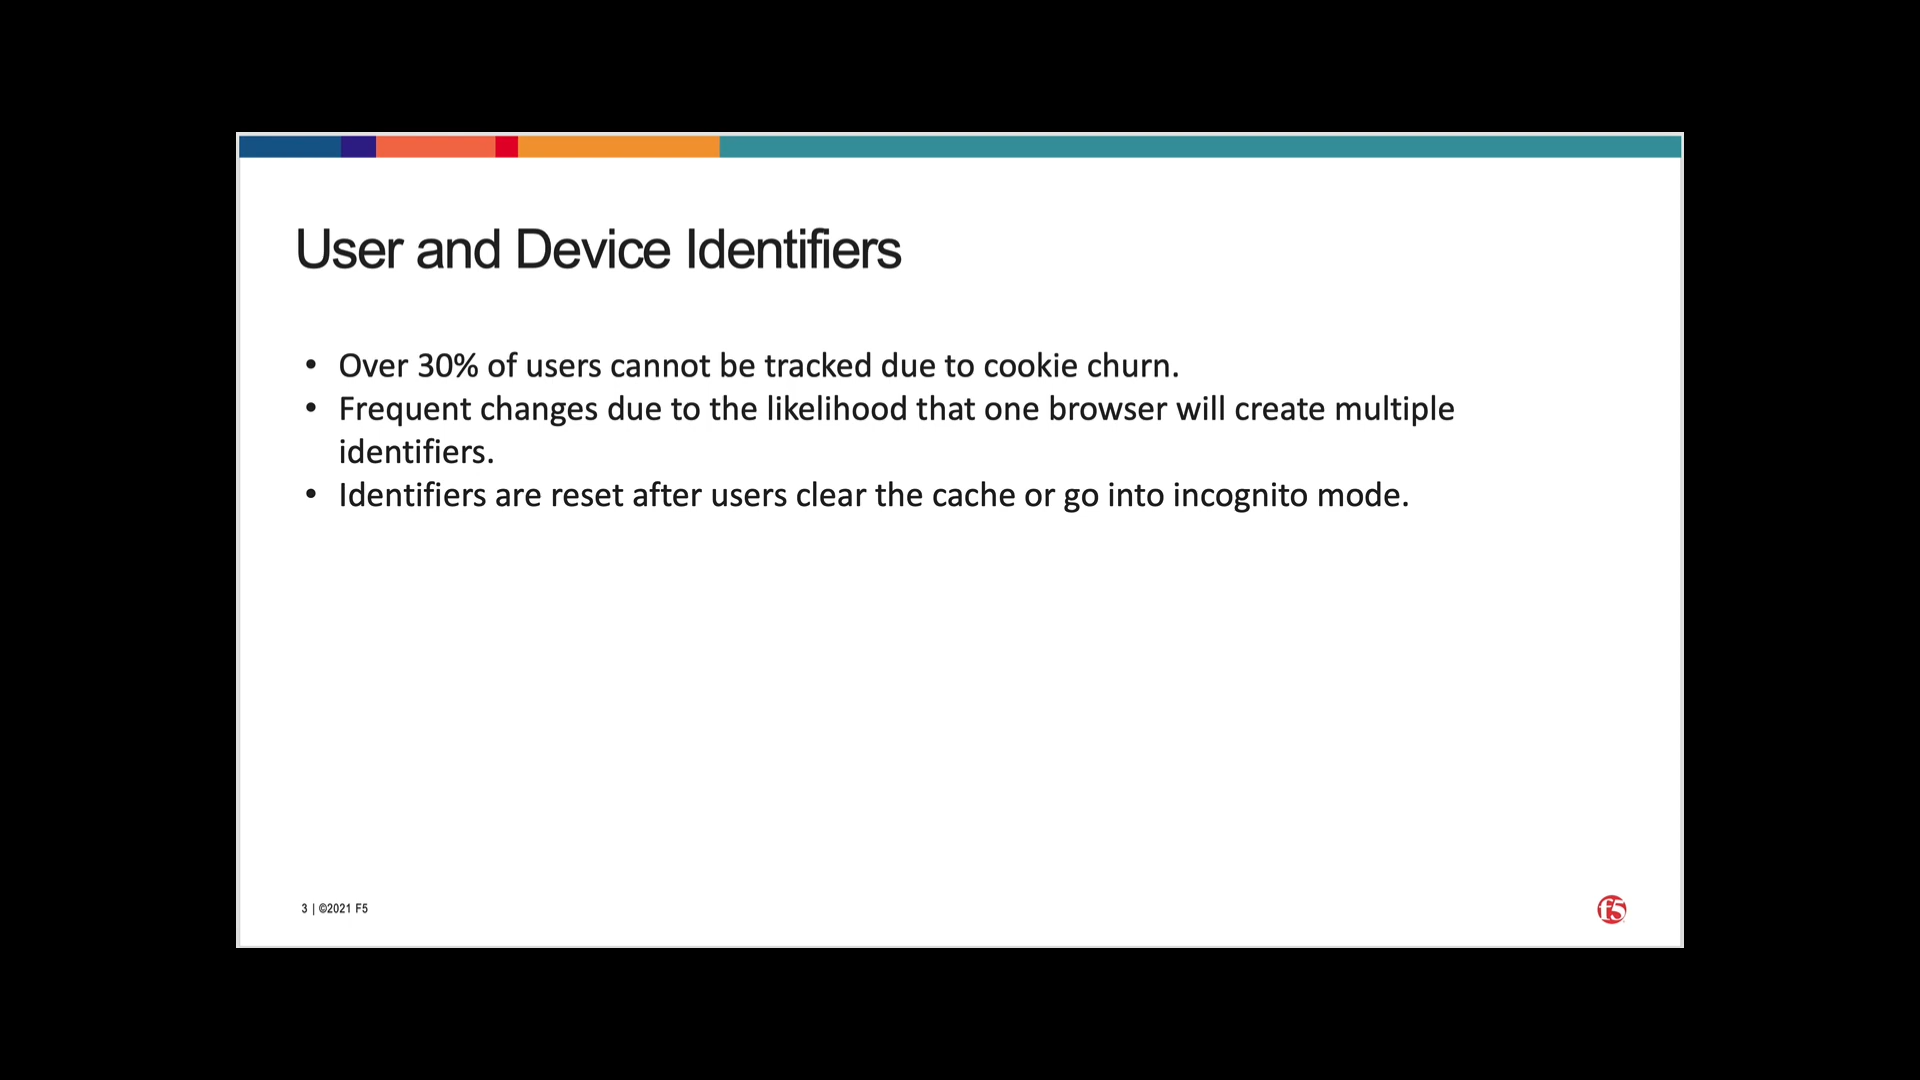 User and Device Identifiers
• Over 30% of users cannot be tracked due to cookie churn.
• Frequent changes due to the likelihood that one browser will create multiple
identifiers.
• Identifiers are reset after users clear the cache or go into incognito mode.
3 | ©2021 F5
f5